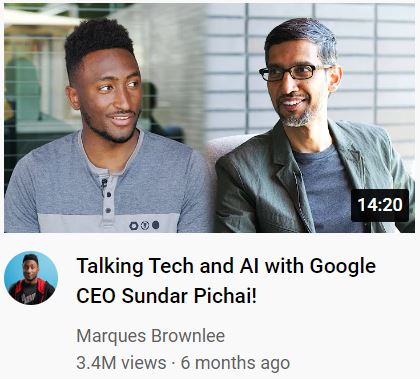 14:20
Talking Tech and AI with Google
CEO Sundar Pichai!
Marques Brownlee
3.4M views · 6 months ago